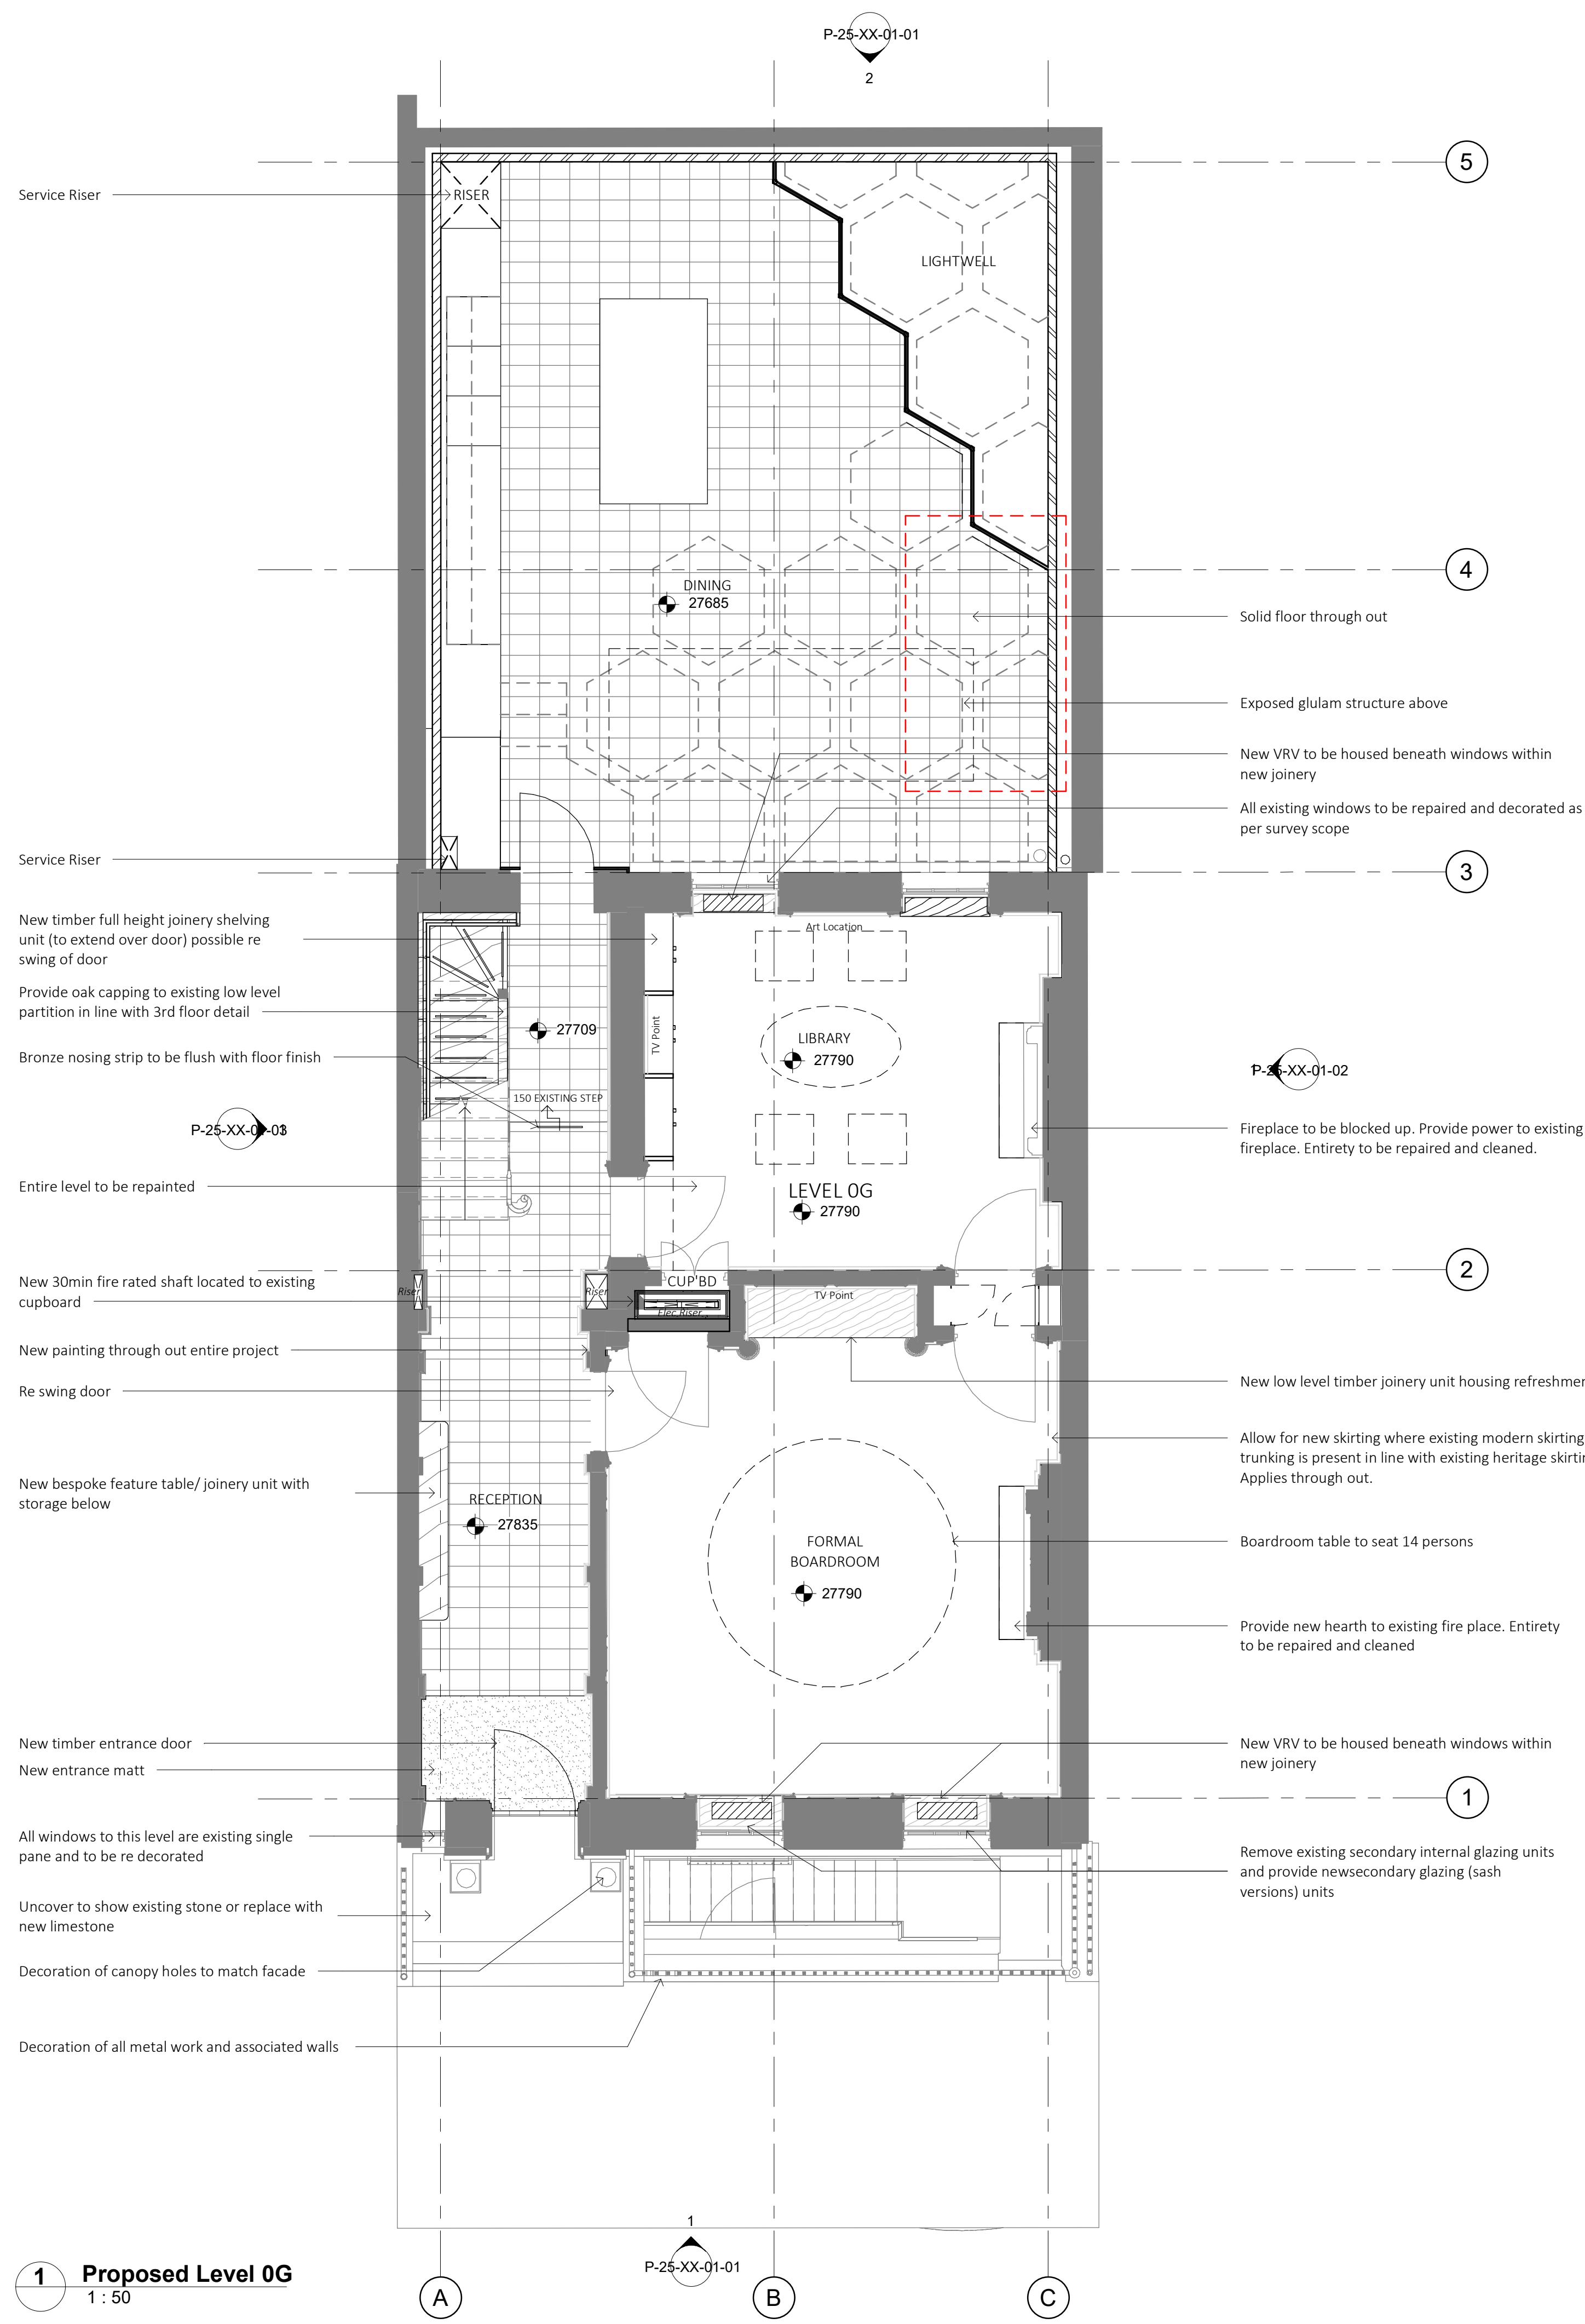 P-25-XX-01-01
2
5
Service Riser
RISER
LIGHTWELL
4
DINING
27685
Solid floor through out
Exposed glulam structure above
New VRV to be housed beneath windows within
new joinery
All existing windows to be repaired and decorated as
per survey scope
Service Riser
3
New timber full height joinery shelving
unit (to extend over door) possible re
swing of door
Art Location
Provide oak capping to existing low level
partition in line with 3rd floor detail
27709
TV Point
LIBRARY
27790
Bronze nosing strip to be flush with floor finish
1
P-25-XX-01-02
150 EXISTING STEP
P-25-XX-01-03
1
Fireplace to be blocked up. Provide power to existing
fireplace. Entirety to be repaired and cleaned.
Entire level to be repainted
LEVEL 0G
27790
2
New 30min fire rated shaft located to existing
cupboard
Riser
Riser
CUP'BD
Elec Riser
TV Point
New painting through out entire project
Re swing door
New low level timber joinery unit housing
Allow for new skirting where existing modern skirting
trunking is present in line with existing heritage
Applies through out.
New bespoke feature table/ joinery unit with
storage below
RECEPTION
27835
FORMAL
BOARDROOM
27790
Boardroom table to seat 14 persons
Provide new hearth to existing fire place. Entirety
to be repaired and cleaned
New timber entrance door
New entrance matt
New VRV to be housed beneath windows within
new joinery
1
All windows to this level are existing single
pane and to be re decorated
Remove existing secondary internal glazing units
and provide newsecondary glazing (sash
versions) units
Uncover to show existing stone or replace with
new limestone
Decoration of canopy holes to match facade
Decoration of all metal work and associated walls
1
P-25-XX-01-01
1
Proposed Level 0G
1 : 50
A
B
C